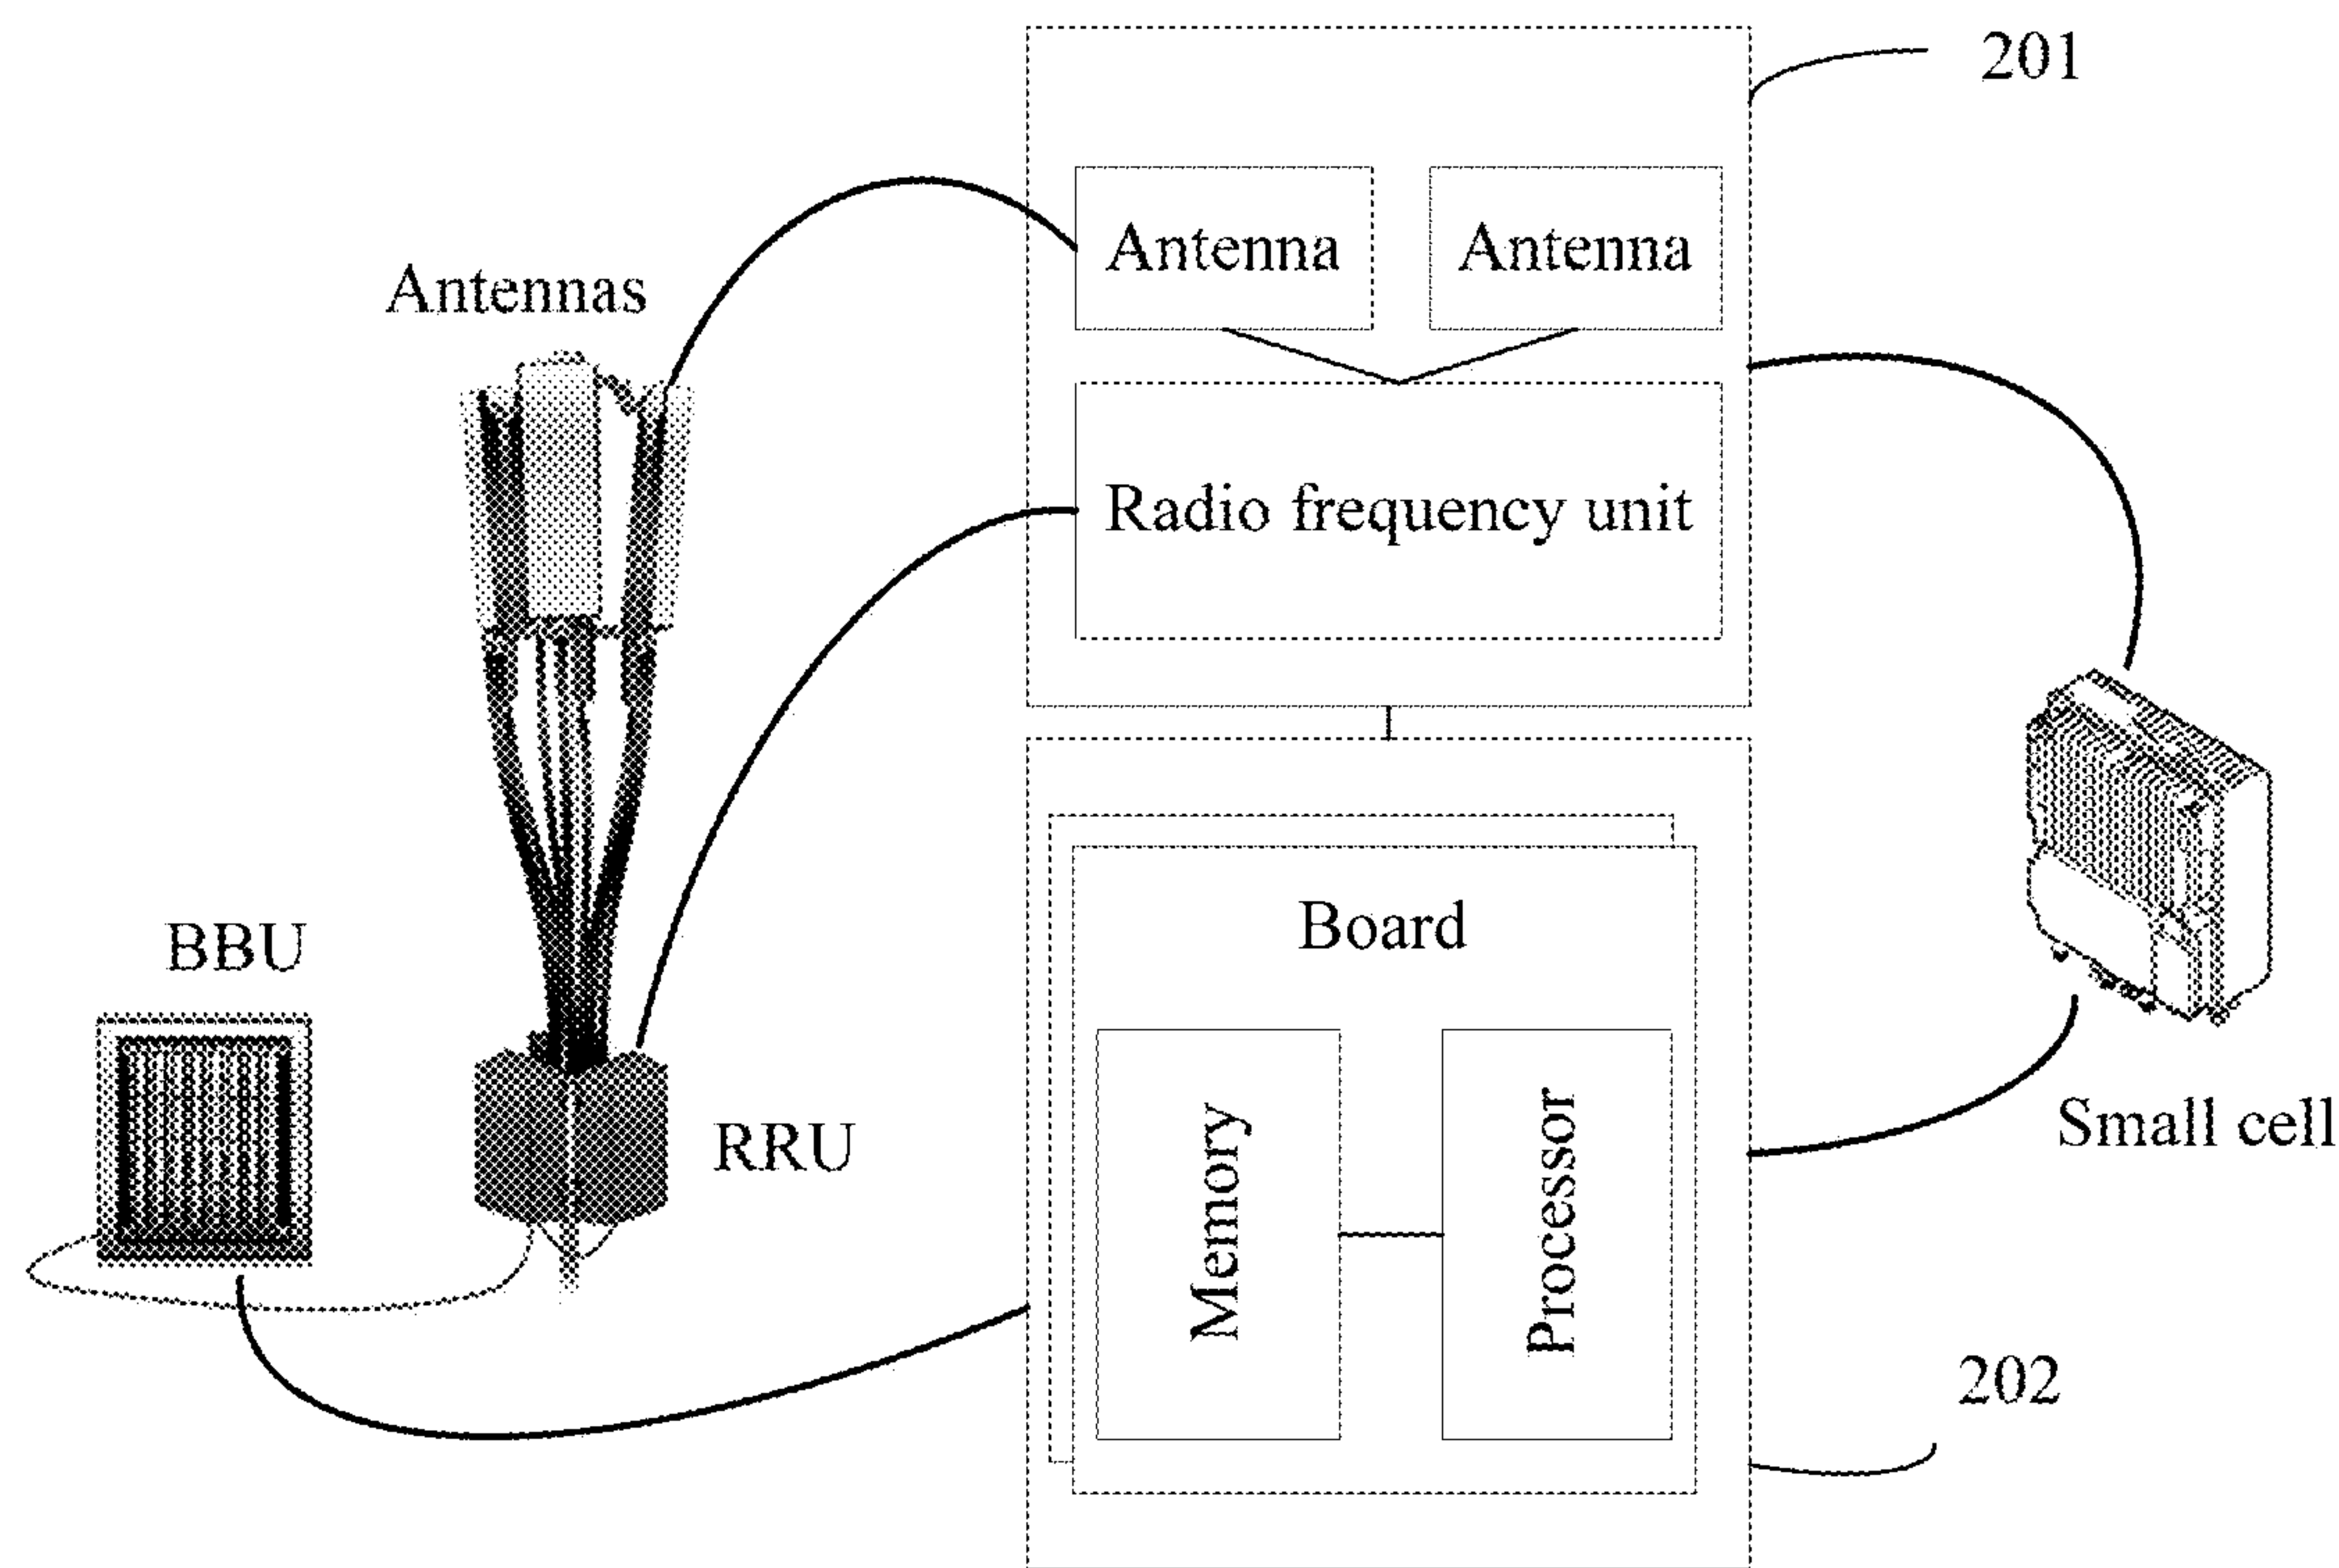 201
Antenna
Antenna
Antennas
Radio frequency unit
Board
BBU
Memory
Processor
RRU
Small cell
202